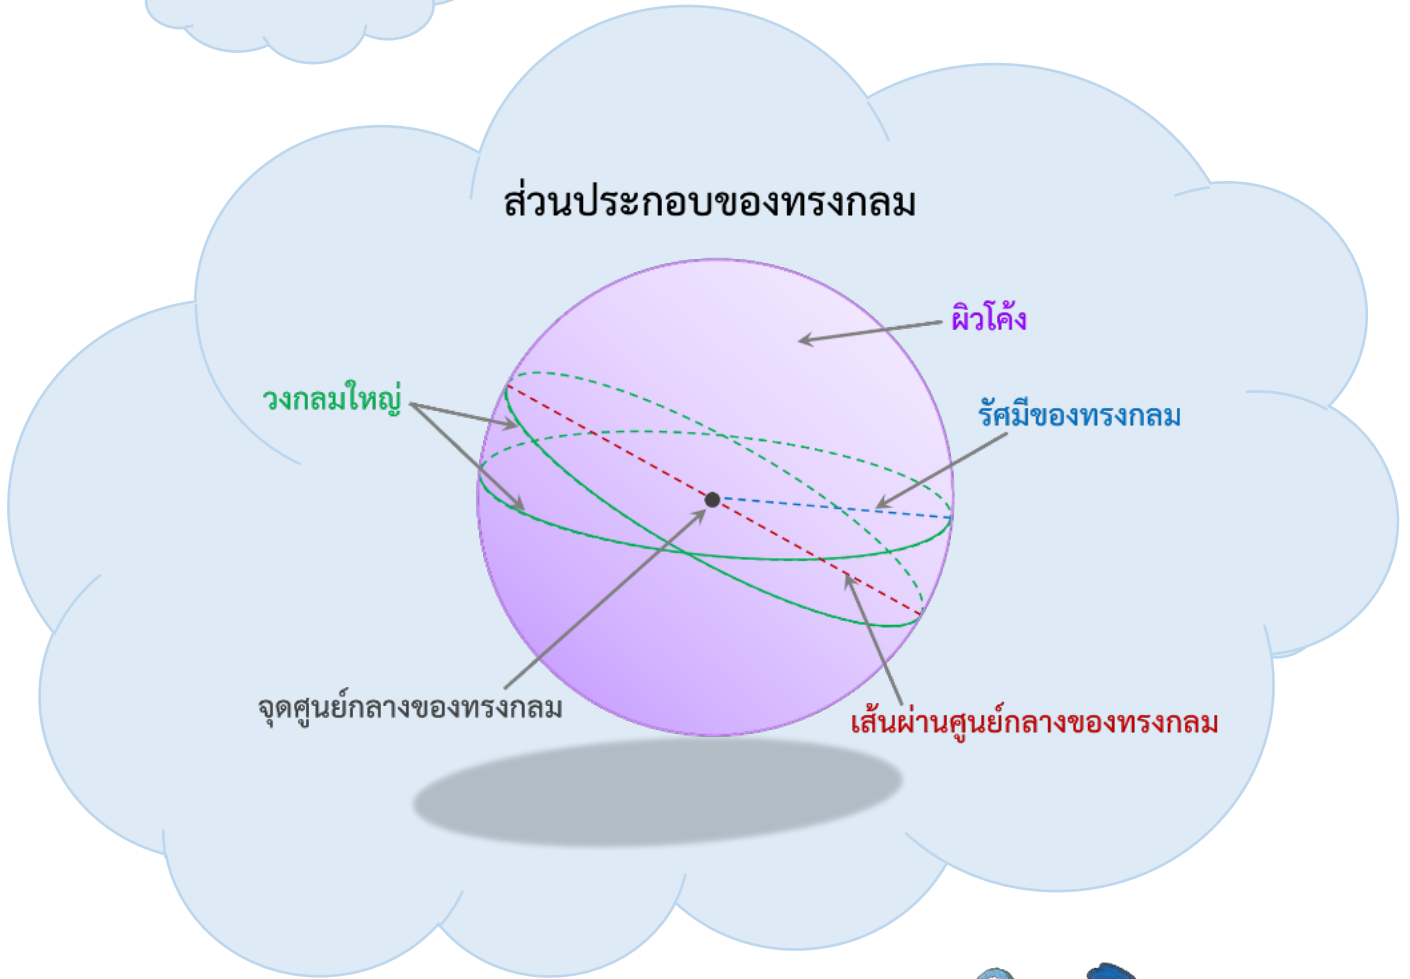 ส่วนประกอบของทรงกลม
ผิวโค้ง
วงกลมใหญ่
รัศมีของทรงกลม
จุดศูนย์กลางของทรงกลม
เส้นผ่านศูนย์กลางของทรงกลม